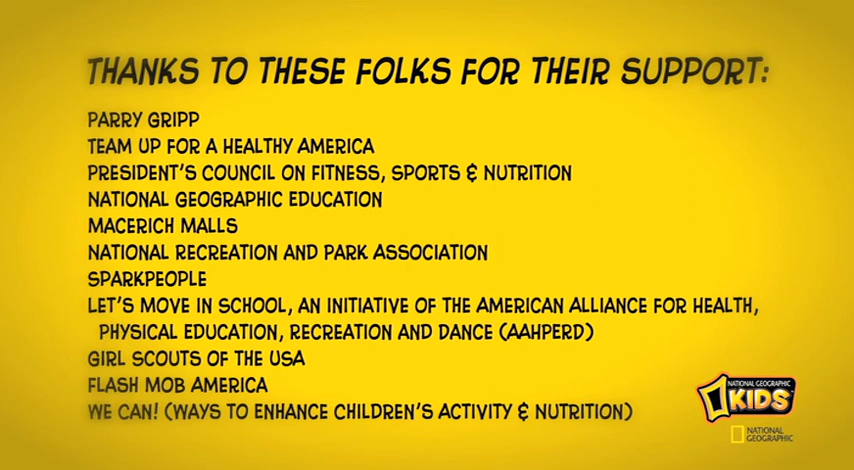 THANKS TO THESE FOLKS FOR THEIR SUPPORT:
PARRY GRIPP
TEAM UP FOR A HEALTHY AMERICA
PRESIDENT'S COUNCIL ON FITNESS, SPORTS & NUTRITION
NATIONAL GEOGRAPHIC EDUCATION
MACERICH MALLS
NATIONAL RECREATION AND PARK ASSOCIATION
SPARKPEOPLE
LET'S MOVE IN SCHOOL, AN INITIATIVE OF THE AMERICAN ALLIANCE FOR HEALTH,
PHYSICAL EDUCATION, RECREATION AND DANCE (AAHPERD)
GIRL SCOUTS OF THE USA
FLASH MOB AMERICA
WE CAN! (WAYS TO ENHANCE CHILDREN'S ACTIVITY & NUTRITION)
NATIONAL GEOGRAPHIC
KIDS
NATIONAL
GEOGRAPHIC